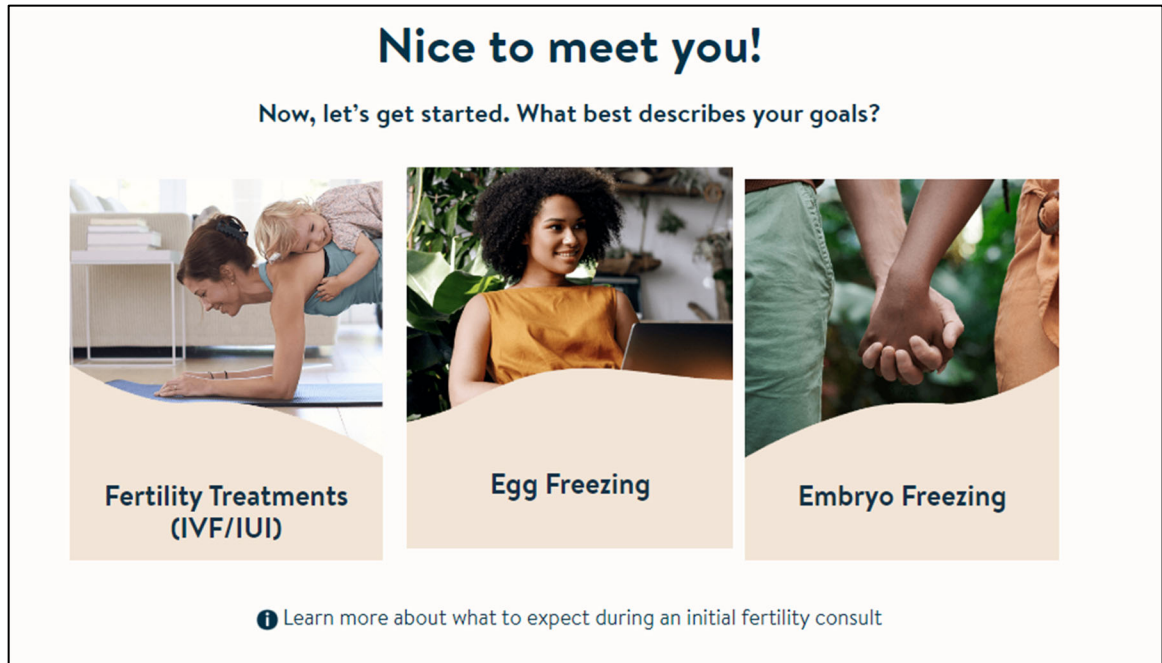 Nice to meet you!
Now, let's get started. What best describes your goals?
Fertility Treatments
(IVF/IUI)
Egg Freezing
Embryo Freezing
Learn more about what to expect during an initial fertility consult